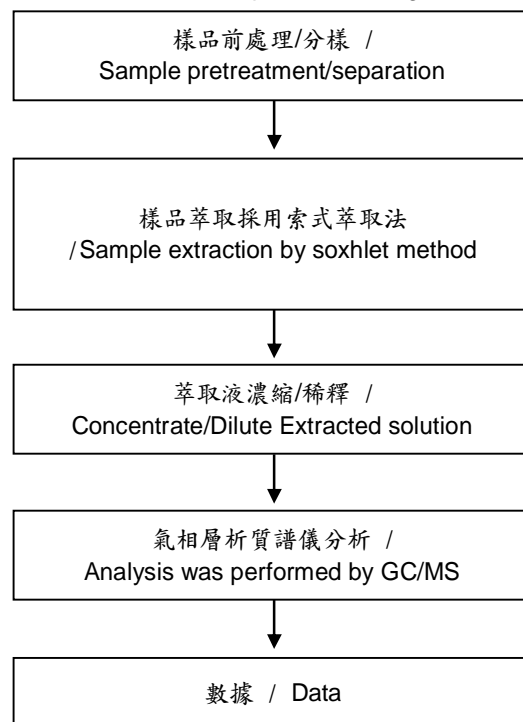 樣品前處理/分樣 /
Sample pretreatment/separation
樣品萃取採用索式萃取法
/Sample extraction by soxhlet method
萃取液濃縮/稀釋 /
Concentrate/Dilute Extracted solution
氣相層析質譜儀分析 /
Analysis was performed by GC/MS
數據 / Data